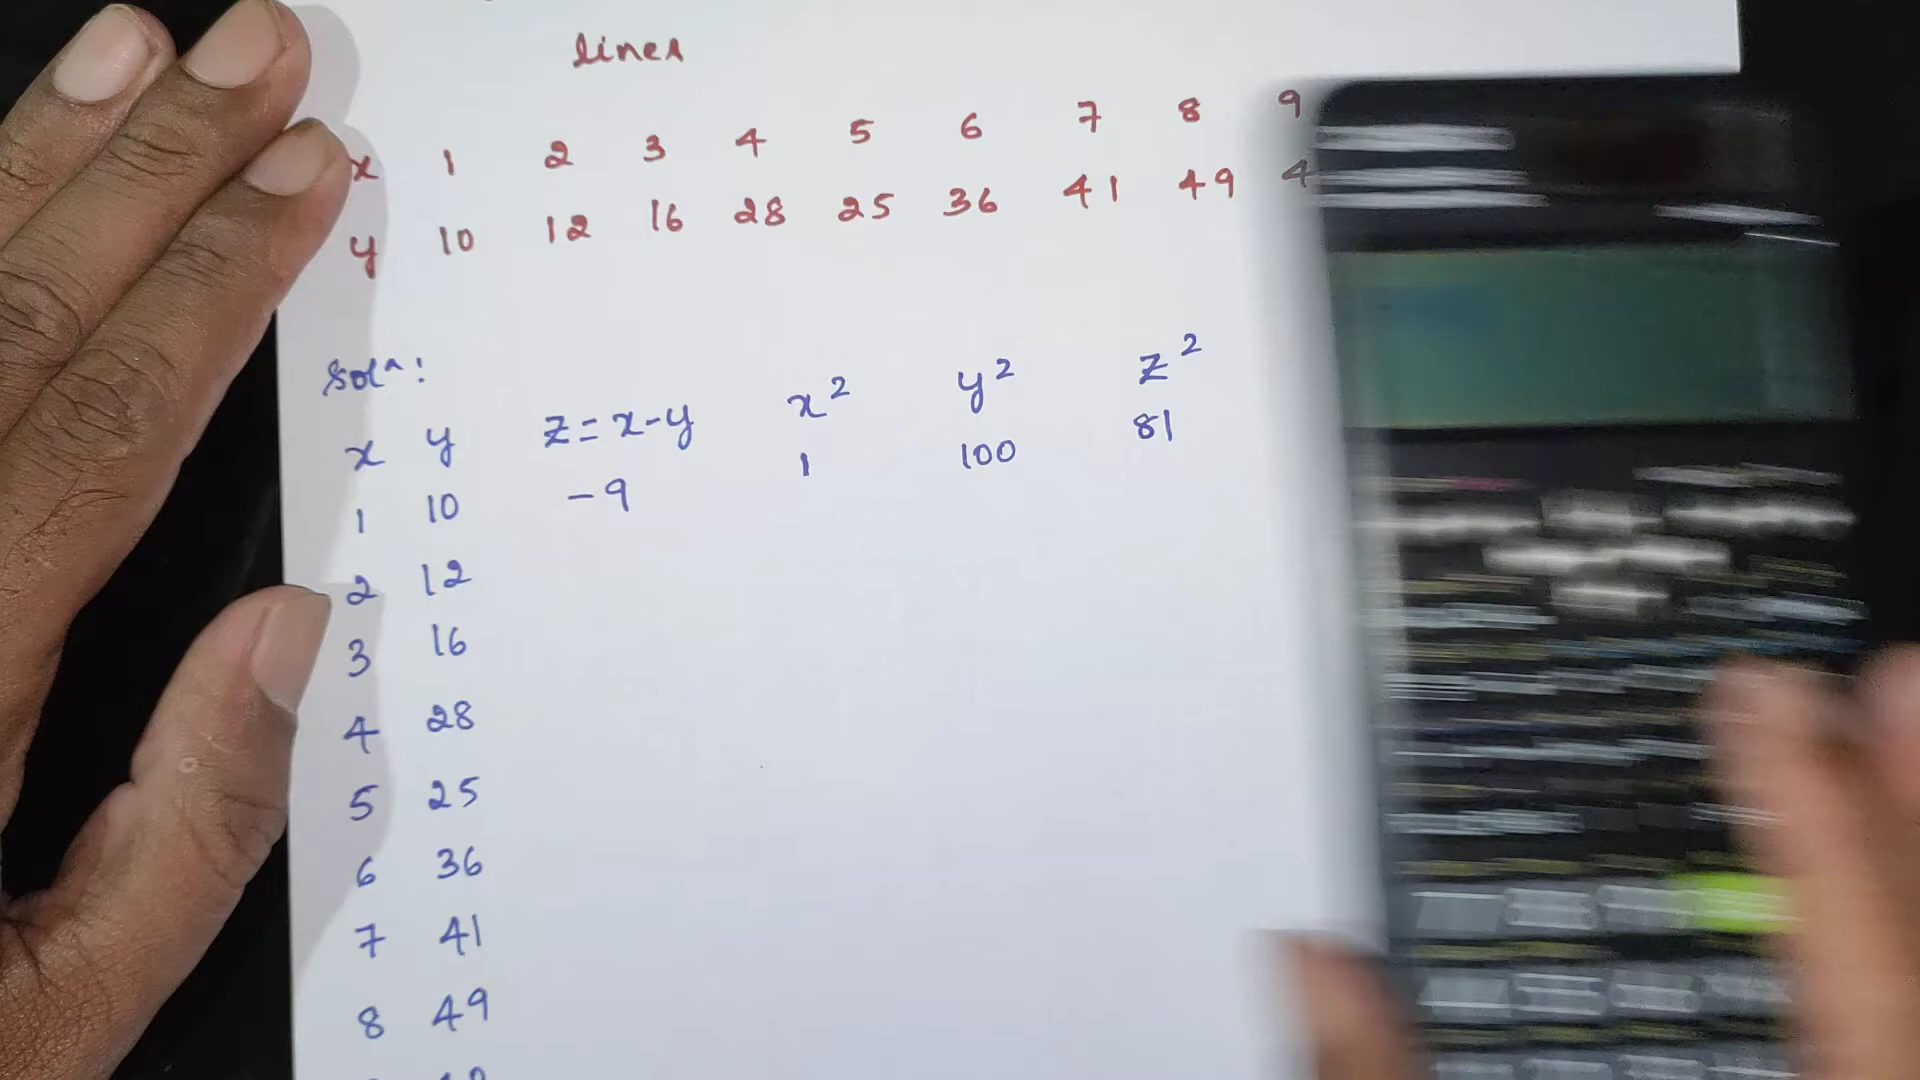 lines
x 1 2 3 4 5 6 7 8 9
y 10 12 16 28 25 36 41 49 4
Solⁿ:
x y z=x-y x² y² z²
1 10 -9 1 100 81
2 12
3 16
4 28
5 25
6 36
7 41
8 49